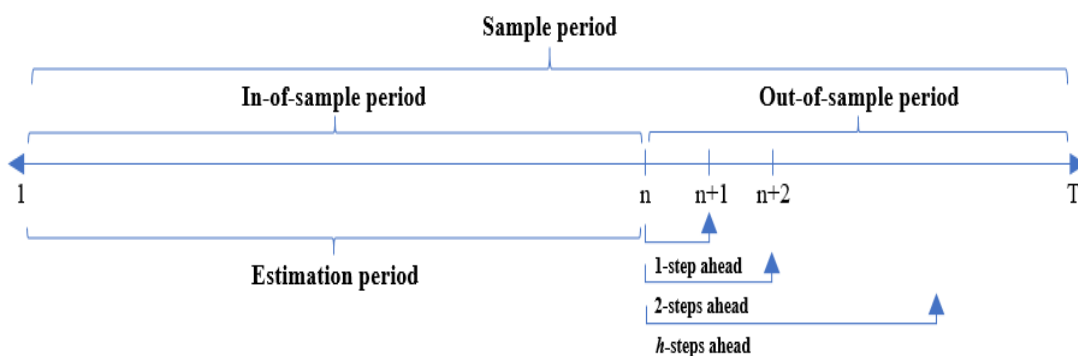 Sample period
In-of-sample period Out-of-sample period
1 n n+1 n+2 T
1-step ahead
Estimation period
2-steps ahead
h-steps ahead